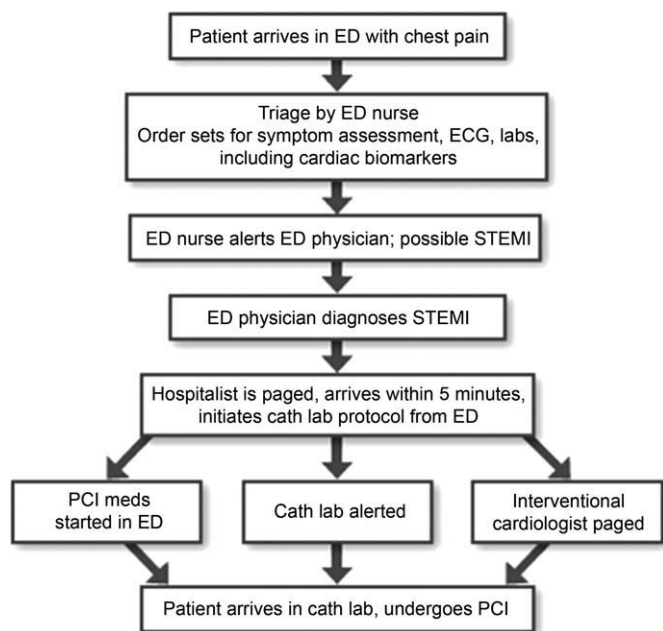 Patient arrives in ED with chest pain
Triage by ED nurse
Order sets for symptom assessment, ECG, labs,
including cardiac biomarkers
ED nurse alerts ED physician; possible STEMI
ED physician diagnoses STEMI
Hospitalist is paged, arrives within 5 minutes,
initiates cath lab protocol from ED
PCI meds
started in ED
Cath lab alerted
Interventional
cardiologist paged
Patient arrives in cath lab, undergoes PCI